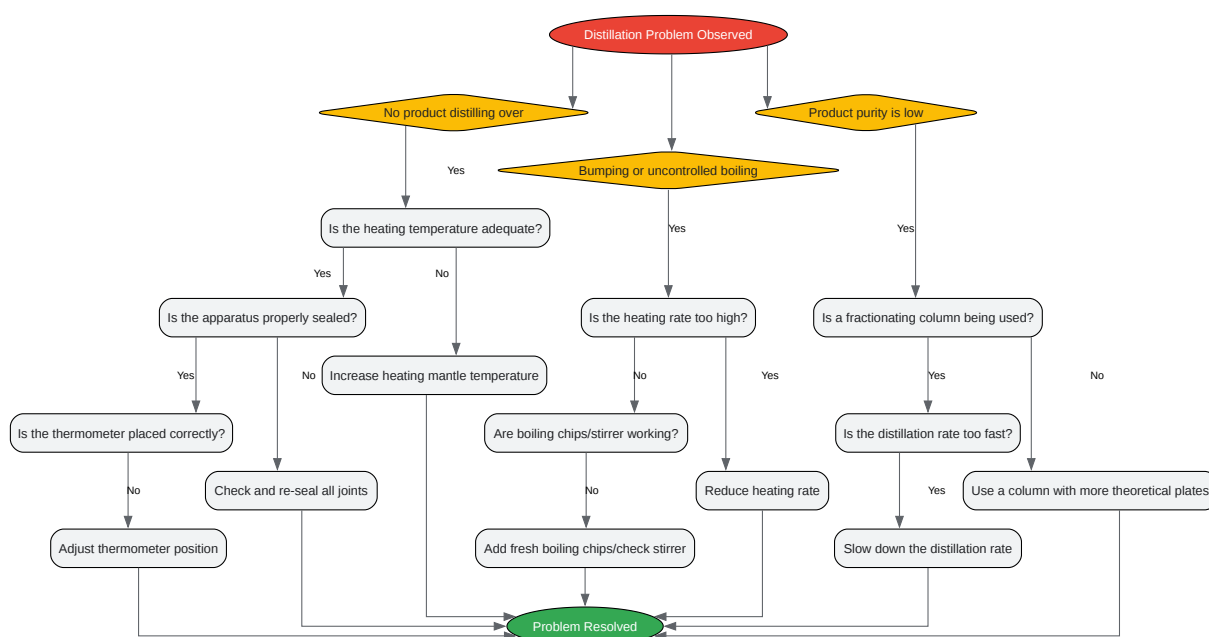 Distillation Problem Observed
No product distilling over
Product purity is low
Bumping or uncontrolled boiling
Yes
Is the heating temperature adequate?
Yes
Yes
Yes
No
Is the apparatus properly sealed?
Is the heating rate too high?
Is a fractionating column being used?
Yes
No
Increase heating mantle temperature
No
Yes
Yes
No
Is the thermometer placed correctly?
Are boiling chips/stirrer working?
Is the distillation rate too fast?
No
Check and re-seal all joints
No
Reduce heating rate
Yes
Use a column with more theoretical plates
Adjust thermometer position
Add fresh boiling chips/check stirrer
Slow down the distillation rate
Problem Resolved